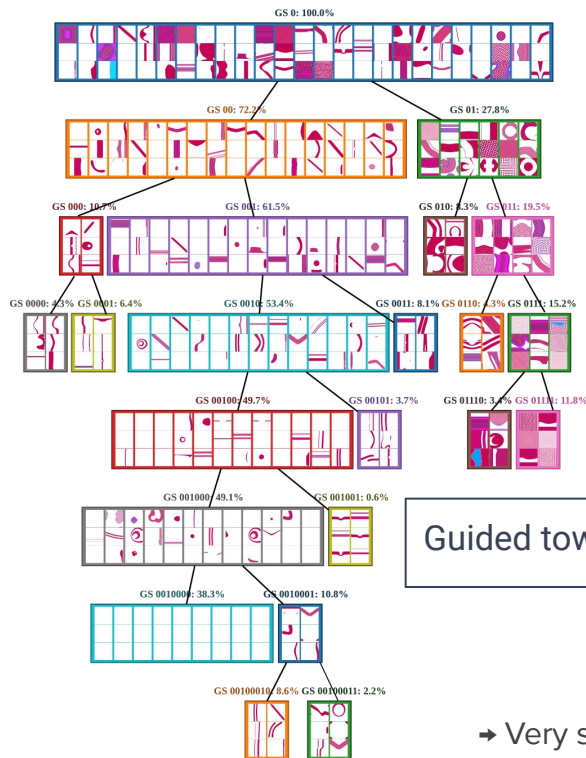 GS 0: 100.0%
GS 00: 72.2%
GS 01: 27.8%
GS 000: 10.7%
GS 001: 61.5%
GS 010: 8.3%
GS 011: 19.5%
GS 0000: 4.3%
GS 0001: 6.4%
GS 0010: 53.4%
GS 0011: 8.1%
GS 0110: 4.3%
GS 0111: 15.2%
GS 00100: 49.7%
GS 00101: 3.7%
GS 01110: 3.4%
GS 01111: 11.8%
GS 001000: 49.1%
GS 001001: 0.6%
Guided tow
GS 0010000: 38.3%
GS 0010001: 10.8%
GS 00100010: 8.6%
GS 00100011: 2.2%
➔ Very s